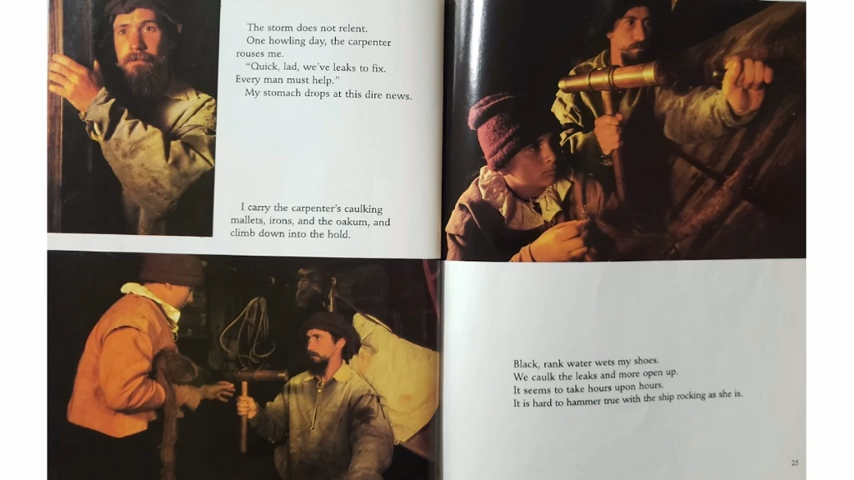 The storm does not relent.
One howling day, the carpenter
rouses me.
"Quick, lad, we've leaks to fix.
Every man must help."
My stomach drops at this dire news.
I carry the carpenter's caulking
mallets, irons, and the oakum, and
climb down into the hold.
Black, rank water wets my shoes.
We caulk the leaks and more open up.
It seems to take hours upon hours.
It is hard to hammer true with the ship rocking as she is.
25